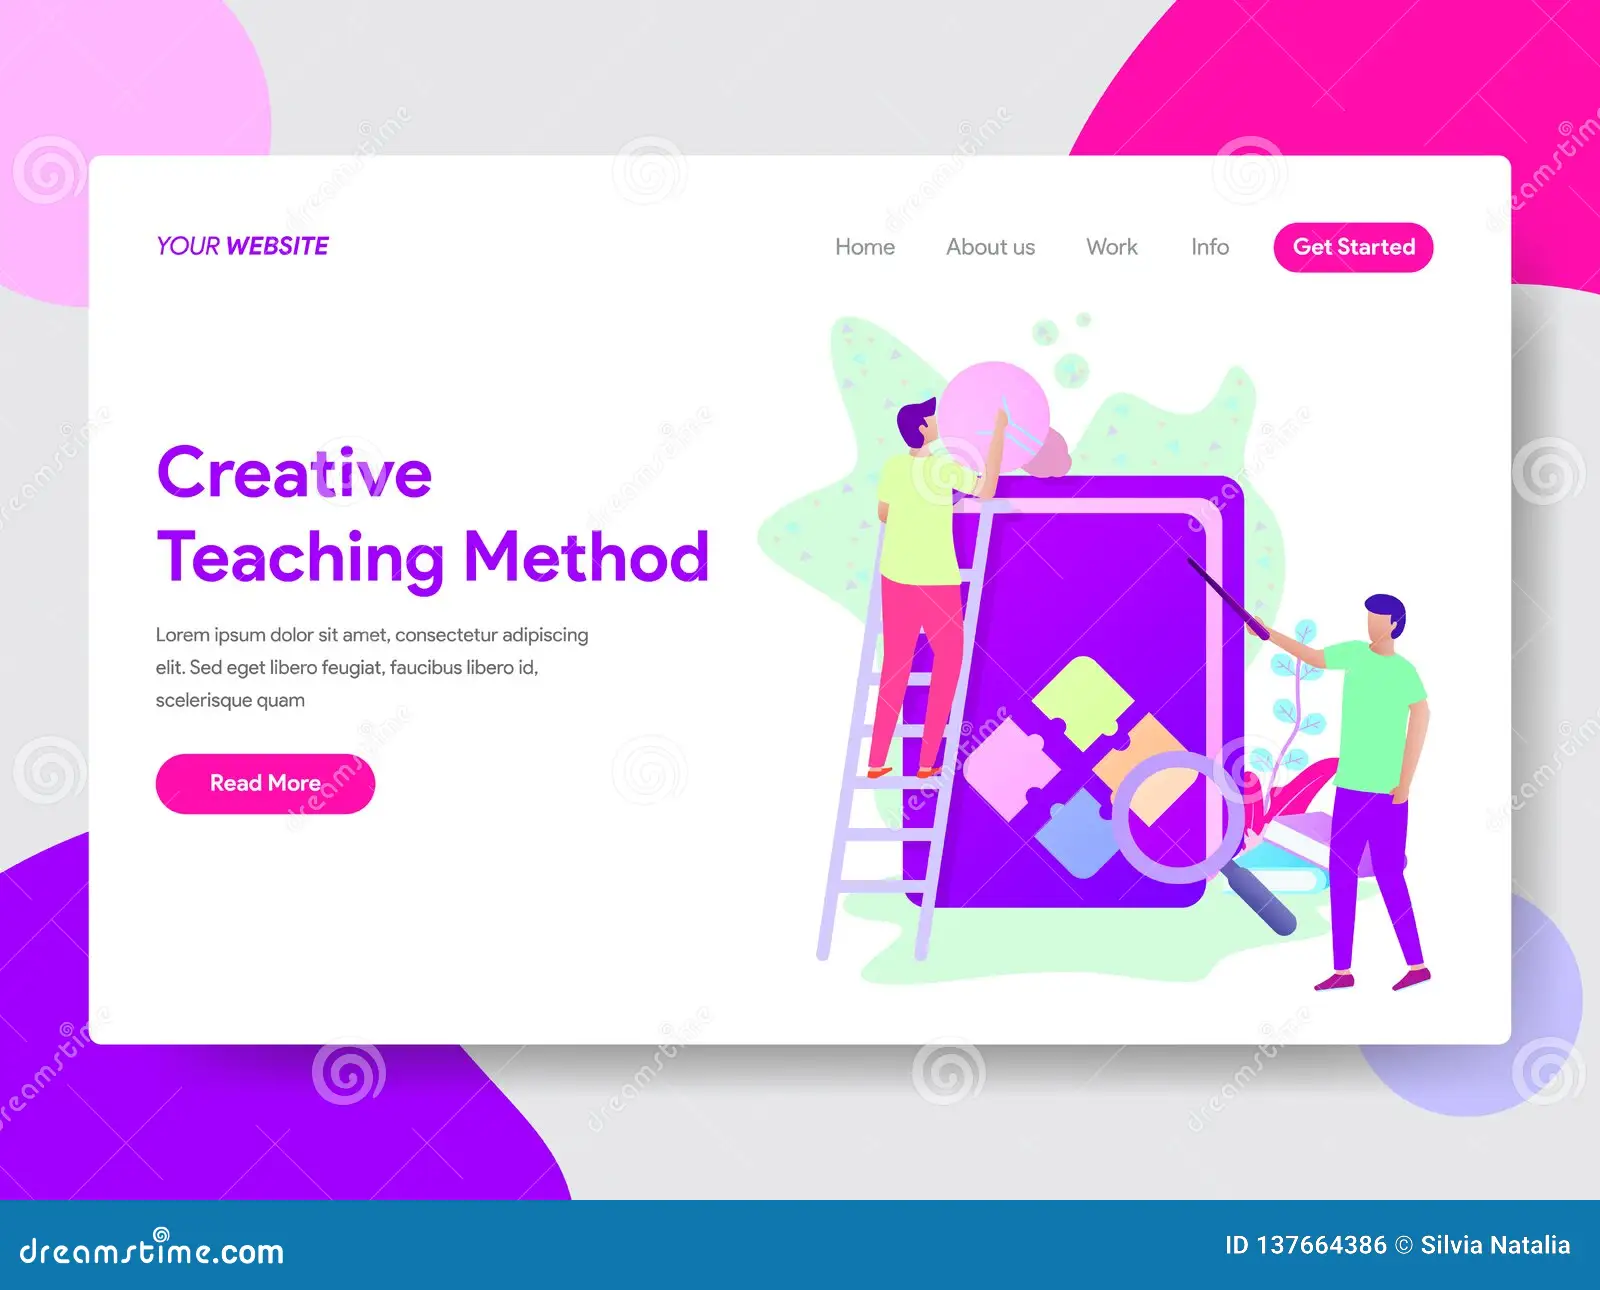 YOUR WEBSITE
Home About us Work Info Get Started
Creative
Teaching Method
Lorem ipsum dolor sit amet, consectetur adipiscing
elit. Sed eget libero feugiat, faucibus libero id,
scelerisque quam
Read More
dreamstime.com
ID 137664386 © Silvia Natalia